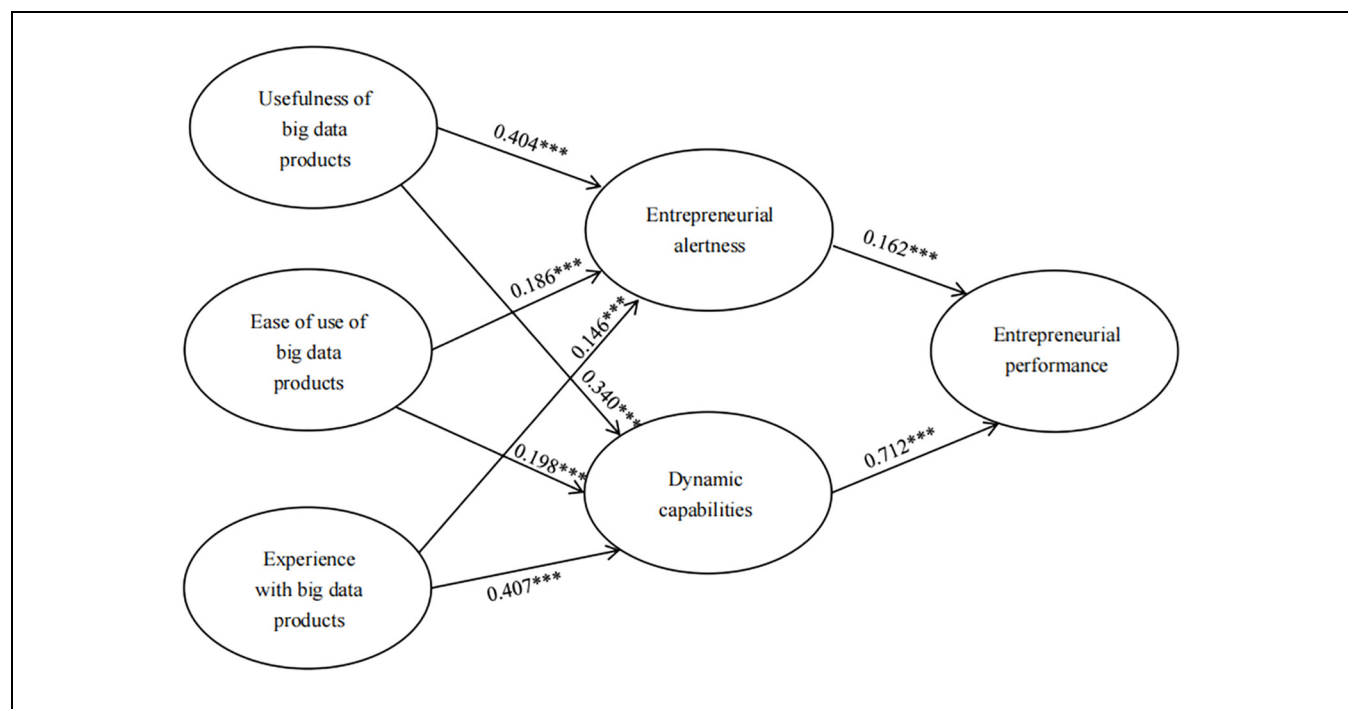 Usefulness of
big data
products
0.404***
Entrepreneurial
alertness
0.162***
0.186***
Ease of use of
big data
products
0.146***
0.340***
Entrepreneurial
performance
0.198***
Dynamic
capabilities
0.712***
Experience
with big data
products
0.407***